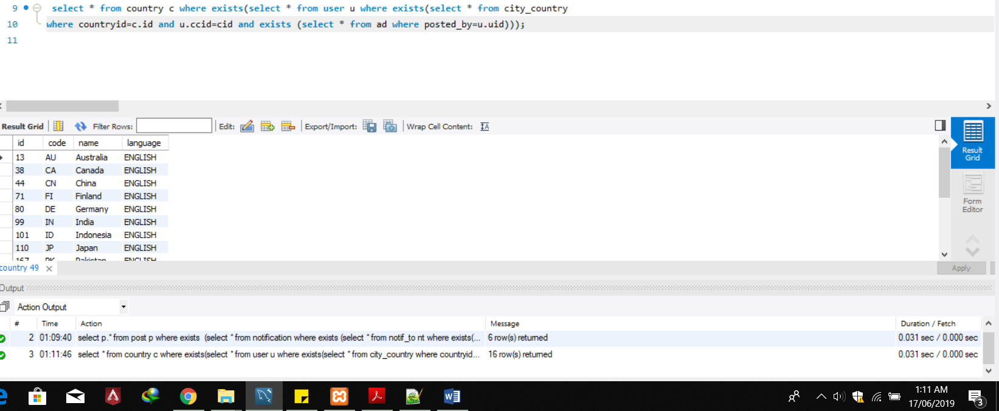 9 select * from country c where exists(select * from user u where exists(select * from city_country
10 where countryid=c.id and u.ccid=cid and exists (select * from ad where posted_by=u.uid)));
11
Result Grid Filter Rows: Edit: Export/Import: Wrap Cell Content:
id code name language
13 AU Australia ENGLISH
38 CA Canada ENGLISH
44 CN China ENGLISH
71 FI Finland ENGLISH
80 DE Germany ENGLISH
99 IN India ENGLISH
101 ID Indonesia ENGLISH
110 JP Japan ENGLISH
167 PK Pakistan ENGLISH
Result
Grid
Form
Editor
country 49
Apply
Output
Action Output
# Time Action Message Duration / Fetch
2 01:09:40 select p.* from post p where exists (select * from notification where exists (select * from notif_to nt where exists(... 6 row(s) returned 0.031 sec / 0.000 sec
3 01:11:46 select * from country c where exists(select * from user u where exists(select * from city_country where countryid... 16 row(s) returned 0.031 sec / 0.000 sec
1:11 AM
17/06/2019
3